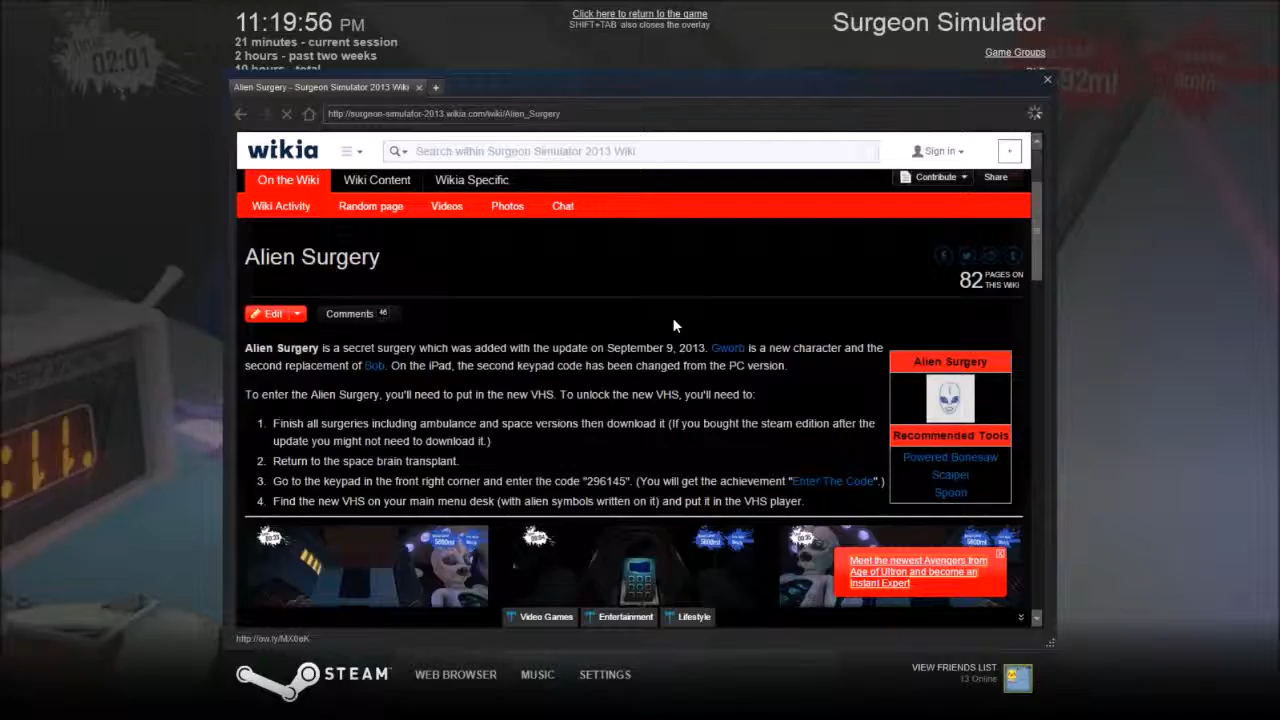 11:19:56 PM
21 minutes - current session
2 hours - past two weeks
10 hours - total
Click here to return to the game
SHIFT+TAB also closes the overlay
Surgeon Simulator
Game Groups
02:01
Alien Surgery - Surgeon Simulator 2013 Wiki
http://surgeon-simulator-2013.wikia.com/wiki/Alien_Surgery
wikia
Search within Surgeon Simulator 2013 Wiki
Sign in
On the Wiki
Wiki Content
Wikia Specific
Contribute
Share
Wiki Activity
Random page
Videos
Photos
Chat
Alien Surgery
82 PAGES ON
THIS WIKI
Edit
Comments 46
Alien Surgery is a secret surgery which was added with the update on September 9, 2013. Gworb is a new character and the
second replacement of Bob. On the iPad, the second keypad code has been changed from the PC version.
To enter the Alien Surgery, you'll need to put in the new VHS. To unlock the new VHS, you'll need to:
1. Finish all surgeries including ambulance and space versions then download it (If you bought the steam edition after the
update you might not need to download it.)
2. Return to the space brain transplant.
3. Go to the keypad in the front right corner and enter the code "296145". (You will get the achievement "Enter The Code".)
4. Find the new VHS on your main menu desk (with alien symbols written on it) and put it in the VHS player.
Alien Surgery
Recommended Tools
Powered Bonesaw
Scalpel
Spoon
Meet the newest Avengers from
Age of Ultron and become an
Instant Expert
Video Games
Entertainment
Lifestyle
http://ow.ly/MX6eK
STEAM
WEB BROWSER
MUSIC
SETTINGS
VIEW FRIENDS LIST
13 Online